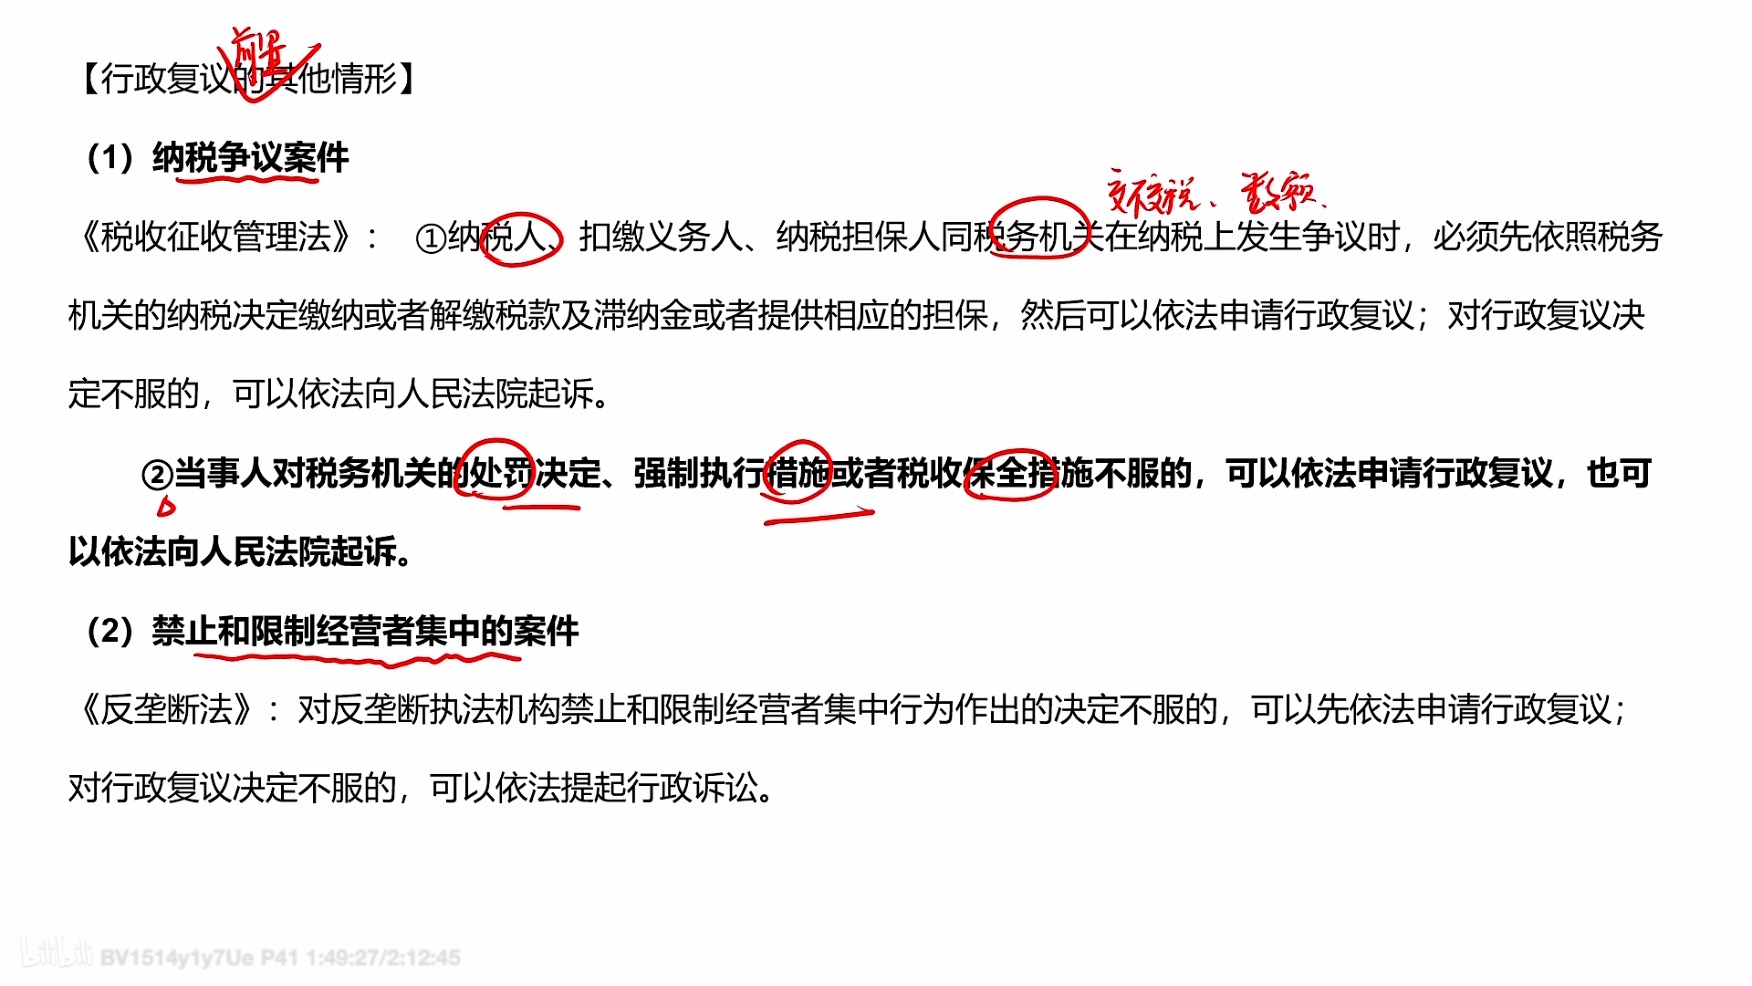 前置
【行政复议的其他情形】
（1）纳税争议案件
交不交税、数额、
《税收征收管理法》：①纳税人、扣缴义务人、纳税担保人同税务机关在纳税上发生争议时，必须先依照税务
机关的纳税决定缴纳或者解缴税款及滞纳金或者提供相应的担保，然后可以依法申请行政复议；对行政复议决
定不服的，可以依法向人民法院起诉。
②当事人对税务机关的处罚决定、强制执行措施或者税收保全措施不服的，可以依法申请行政复议，也可
以依法向人民法院起诉。
（2）禁止和限制经营者集中的案件
《反垄断法》：对反垄断执法机构禁止和限制经营者集中行为作出的决定不服的，可以先依法申请行政复议；
对行政复议决定不服的，可以依法提起行政诉讼。
bilibili BV1514y1y7Ue P41 1:49:27/2:12:45